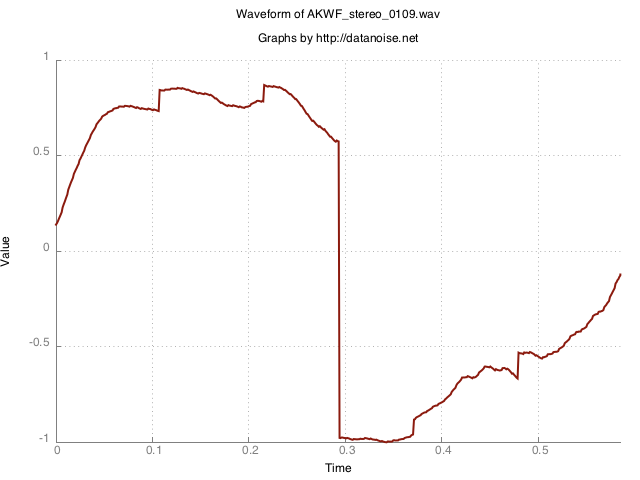 Waveform of AKWF_stereo_0109.wav
Graphs by http://datanoise.net
1
0.5
0
-0.5
-1
Value
0
0.1
0.2
0.3
0.4
0.5
Time